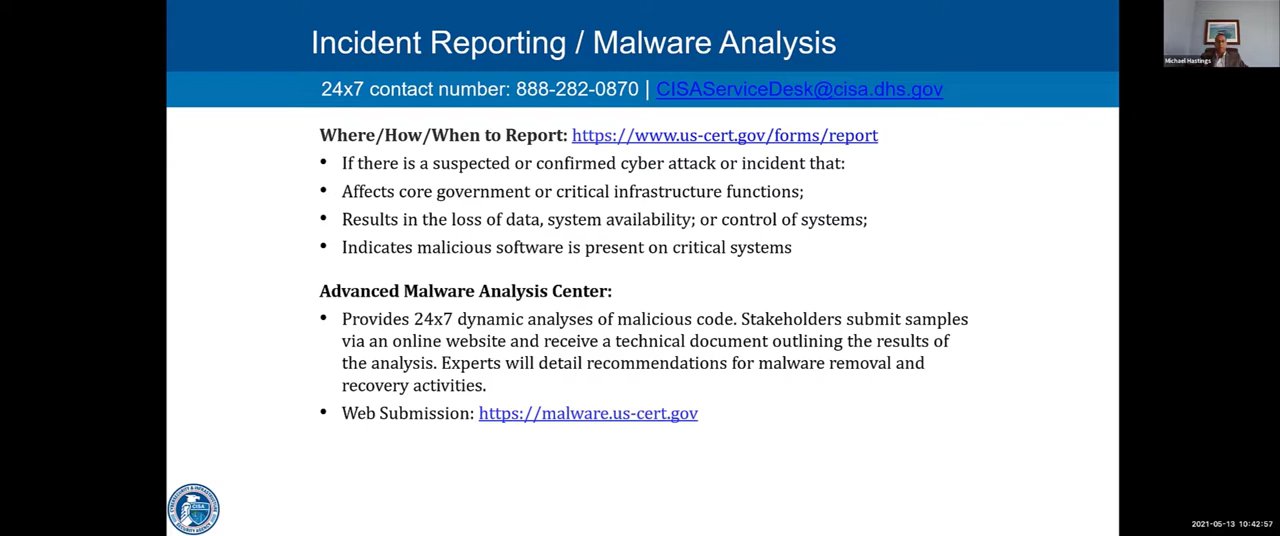 Incident Reporting / Malware Analysis
Michael Hastings
24x7 contact number: 888-282-0870 | CISAServiceDesk@cisa.dhs.gov
Where/How/When to Report: https://www.us-cert.gov/forms/report
• If there is a suspected or confirmed cyber attack or incident that:
• Affects core government or critical infrastructure functions;
• Results in the loss of data, system availability; or control of systems;
• Indicates malicious software is present on critical systems
Advanced Malware Analysis Center:
• Provides 24x7 dynamic analyses of malicious code. Stakeholders submit samples
via an online website and receive a technical document outlining the results of
the analysis. Experts will detail recommendations for malware removal and
recovery activities.
• Web Submission: https://malware.us-cert.gov
CYBERSECURITY & INFRASTRUCTURE
CISA
SECURITY AGENCY
2021-05-13 10:42:57